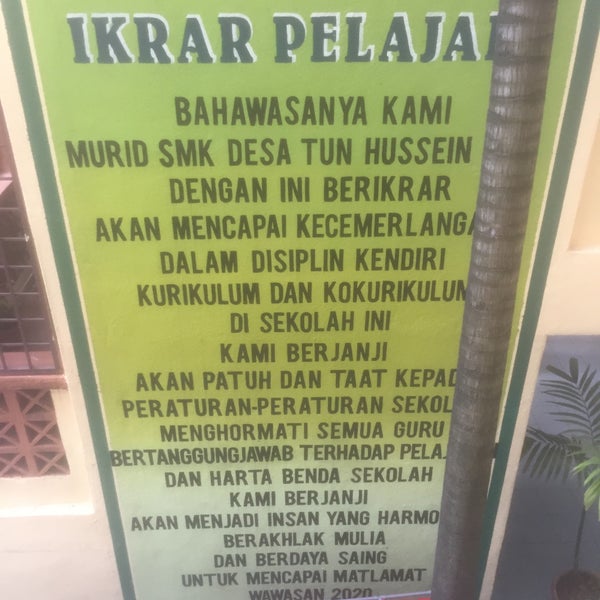 IKRAR PELAJAR
BAHAWASANYA KAMI
MURID SMK DESA TUN HUSSEIN
DENGAN INI BERIKRAR
AKAN MENCAPAI KECEMERLANGA
DALAM DISIPLIN KENDIRI
KURIKULUM DAN KOKURIKULUM
DI SEKOLAH INI
KAMI BERJANJI
AKAN PATUH DAN TAAT KEPAD
PERATURAN-PERATURAN SEKOL
MENGHORMATI SEMUA GURU
BERTANGGUNGJAWAB TERHADAP PELAJ
DAN HARTA BENDA SEKOLAH
KAMI BERJANJI
AKAN MENJADI INSAN YANG HARMO
BERAKHLAK MULIA
DAN BERDAYA SAING
UNTUK MENCAPAI MATLAMAT
WAWASAN 2020